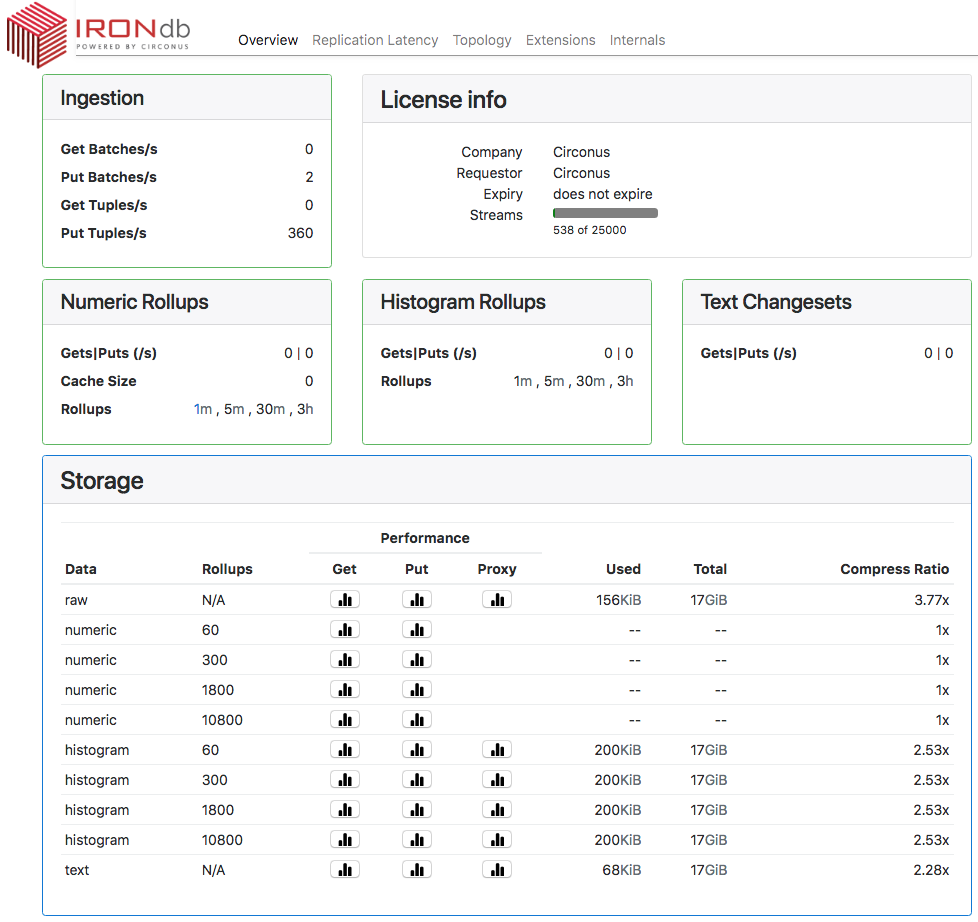 IRONdb
POWERED BY CIRCONUS
Overview Replication Latency Topology Extensions Internals
Ingestion
Get Batches/s 0
Put Batches/s 2
Get Tuples/s 0
Put Tuples/s 360
License info
Company Circonus
Requestor Circonus
Expiry does not expire
Streams
538 of 25000
Numeric Rollups
Gets|Puts (/s) 0 | 0
Cache Size 0
Rollups 1m , 5m , 30m , 3h
Histogram Rollups
Gets|Puts (/s) 0 | 0
Rollups 1m , 5m , 30m , 3h
Text Changesets
Gets|Puts (/s) 0 | 0
Storage
Performance
Data Rollups Get Put Proxy Used Total Compress Ratio
raw N/A 156KiB 17GiB 3.77x
numeric 60 -- -- 1x
numeric 300 -- -- 1x
numeric 1800 -- -- 1x
numeric 10800 -- -- 1x
histogram 60 200KiB 17GiB 2.53x
histogram 300 200KiB 17GiB 2.53x
histogram 1800 200KiB 17GiB 2.53x
histogram 10800 200KiB 17GiB 2.53x
text N/A 68KiB 17GiB 2.28x